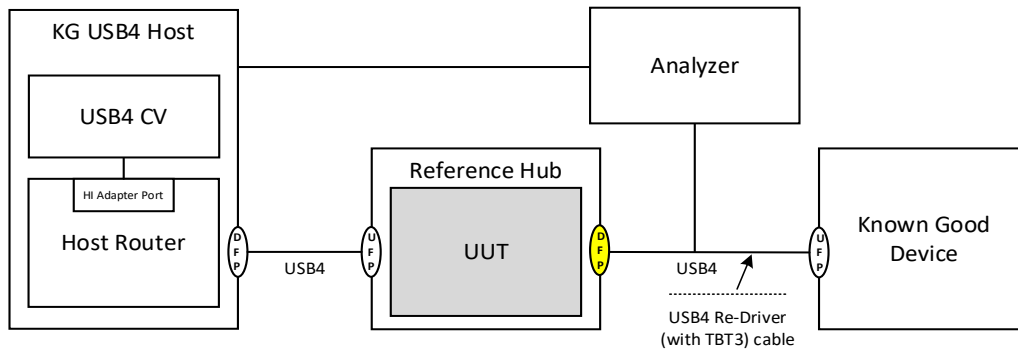 KG USB4 Host
USB4 CV
HI Adapter Port
Host Router
DFP
USB4
Analyzer
Reference Hub
UFP
UUT
DFP
USB4
USB4 Re-Driver
(with TBT3) cable
UFP
Known Good
Device